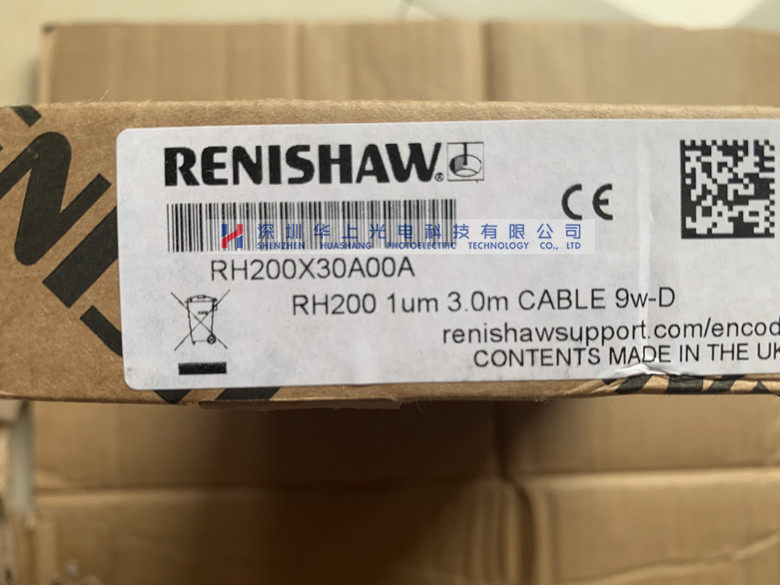 RENISHAW
CE
深圳华上光电科技有限公司
SHENZHEN HUASHANG PHOTOELECTRIC TECHNOLOGY CO., LTD
RH200X30A00A
RH200 1um 3.0m CABLE 9w-D
renishawsupport.com/encod
CONTENTS MADE IN THE UK